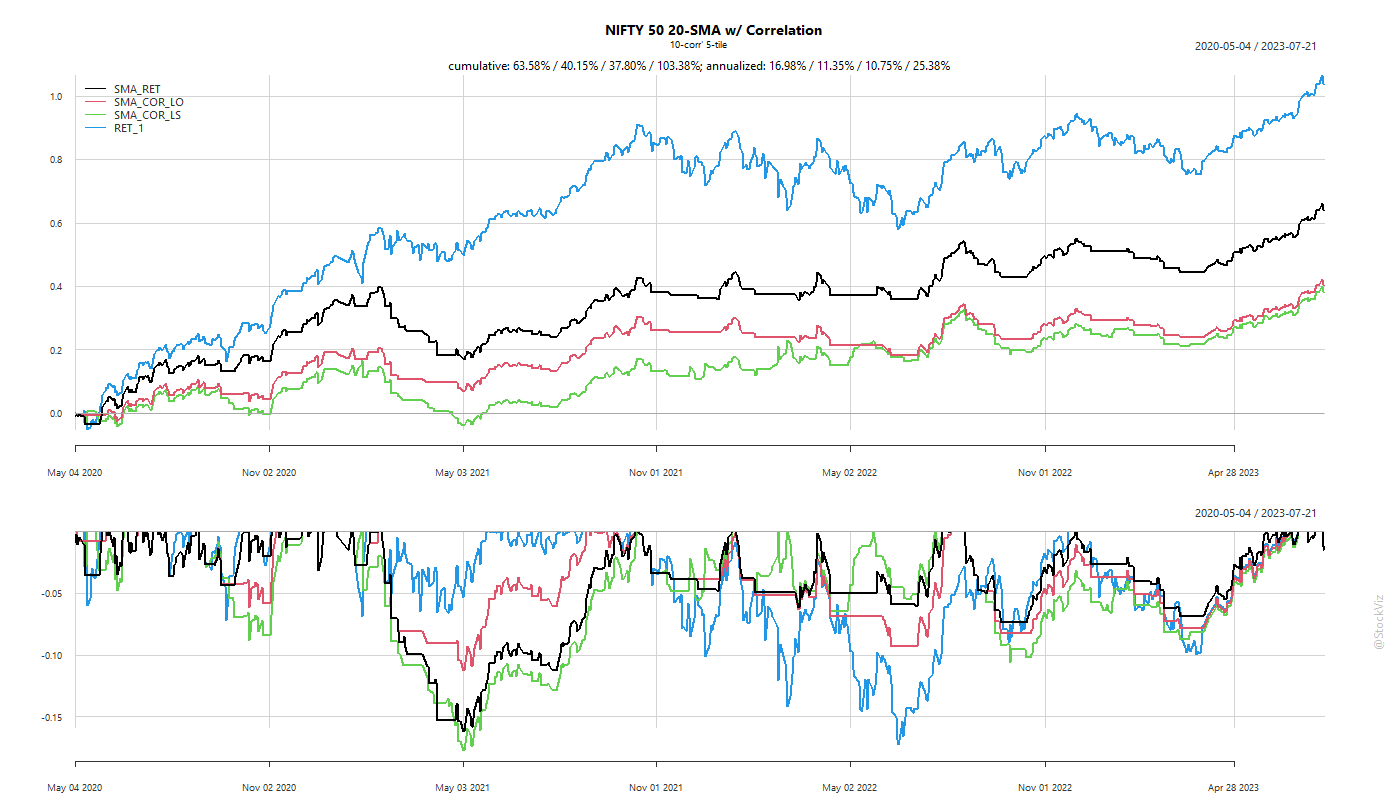 NIFTY 50 20-SMA w/ Correlation
10-corr' 5-tile
2020-05-04 / 2023-07-21
cumulative: 63.58% / 40.15% / 37.80% / 103.38%; annualized: 16.98% / 11.35% / 10.75% / 25.38%
SMA_RET
SMA_COR_LO
SMA_COR_LS
RET_1
1.0
0.8
0.6
0.4
0.2
0.0
May 04 2020 Nov 02 2020 May 03 2021 Nov 01 2021 May 02 2022 Nov 01 2022 Apr 28 2023
2020-05-04 / 2023-07-21
-0.05
-0.10
-0.15
May 04 2020 Nov 02 2020 May 03 2021 Nov 01 2021 May 02 2022 Nov 01 2022 Apr 28 2023
@StockViz